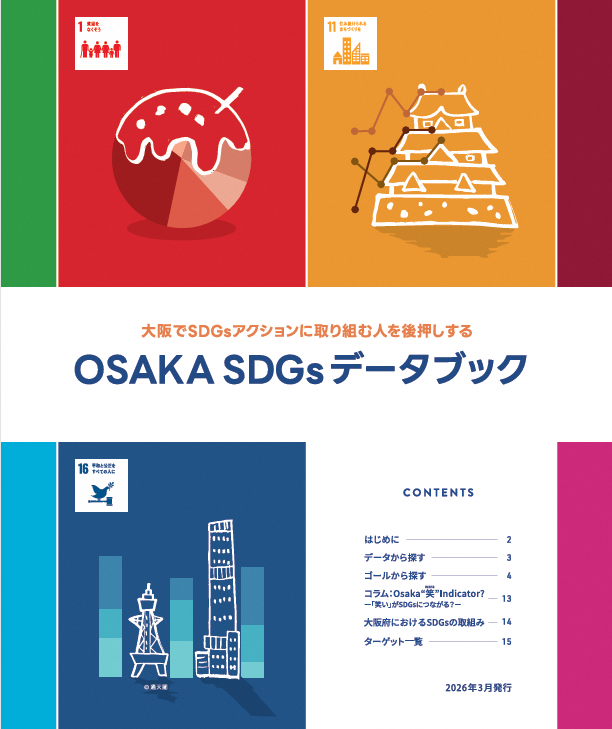 1 貧困を
なくそう
11 住み続けられる
まちづくりを
大阪でSDGsアクションに取り組む人を後押しする
OSAKA SDGsデータブック
16 平和と公正を
すべての人に
© 通天閣
CONTENTS
はじめに 2
データから探す 3
ゴールから探す 4
コラム：Osaka“笑”Indicator?
ー「笑い」がSDGsにつながる？ー 13
大阪府におけるSDGsの取組み 14
ターゲット一覧 15
2026年3月発行